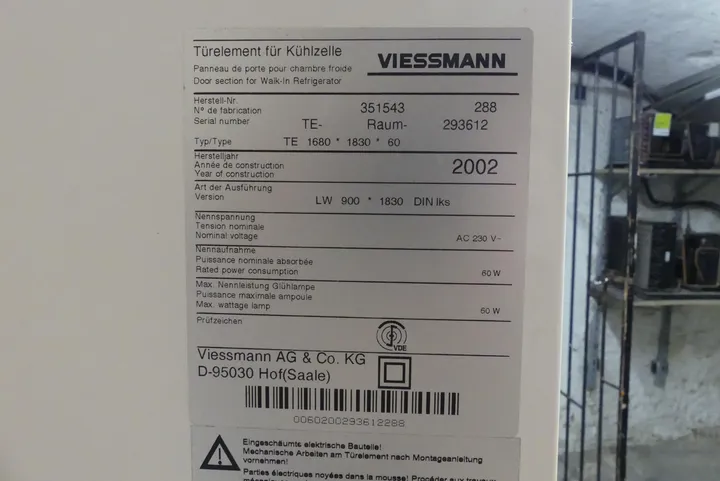 Türelement für Kühlzelle
Panneau de porte pour chambre froide
Door section for Walk-In Refrigerator
VIESSMANN
Herstell-Nr.
N° de fabrication 351543 288
Serial number TE- Raum- 293612
Typ/Type TE 1680 * 1830 * 60
Herstelljahr
Année de construction 2002
Year of construction
Art der Ausführung
Version LW 900 * 1830 DIN lks
Nennspannung
Tension nominale
Nominal voltage AC 230 V~
Nennaufnahme
Puissance nominale absorbée
Rated power consumption 60 W
Max. Nennleistung Glühlampe
Puissance maximale ampoule
Max. wattage lamp 60 W
Prüfzeichen
VDE
Viessmann AG & Co. KG
D-95030 Hof(Saale)
0060200293612288
Eingeschäumte elektrische Bauteile!
Mechanische Arbeiten am Türelement nach Montageanleitung
vornehmen!
Parties électriques noyées dans la mousse! Procéder aux travaux